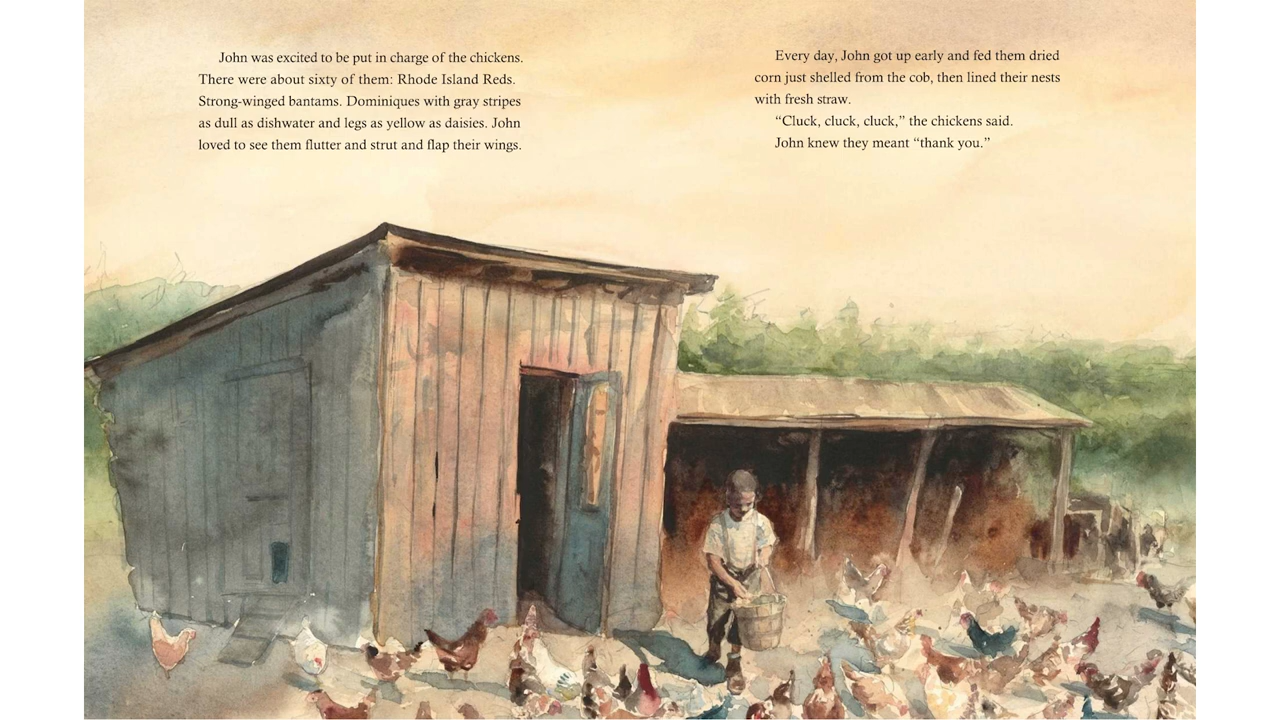 John was excited to be put in charge of the chickens.
There were about sixty of them: Rhode Island Reds.
Strong-winged bantams. Dominiques with gray stripes
as dull as dishwater and legs as yellow as daisies. John
loved to see them flutter and strut and flap their wings.
Every day, John got up early and fed them dried
corn just shelled from the cob, then lined their nests
with fresh straw.
“Cluck, cluck, cluck,” the chickens said.
John knew they meant “thank you.”